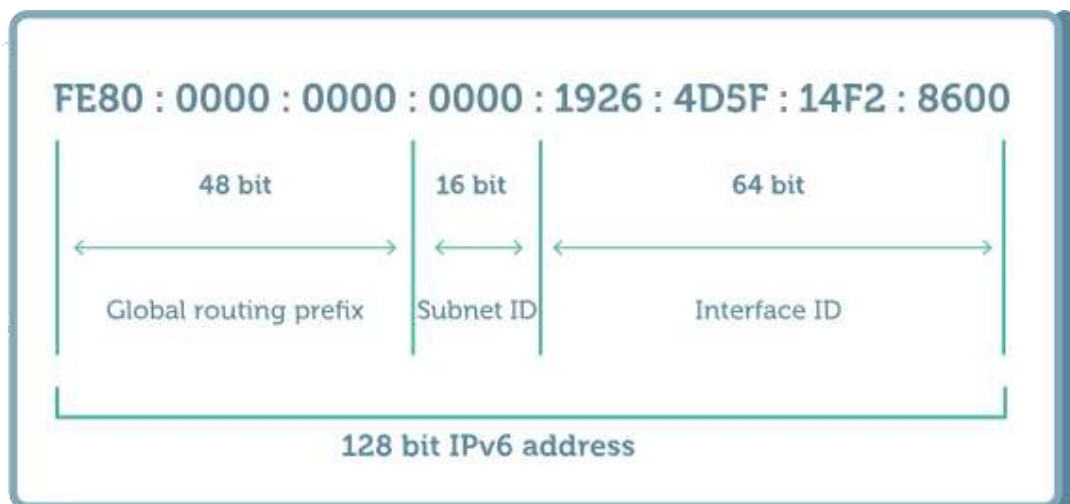 FE80 : 0000 : 0000 : 0000 : 1926 : 4D5F : 14F2 : 8600
48 bit 16 bit 64 bit
Global routing prefix Subnet ID Interface ID
128 bit IPv6 address